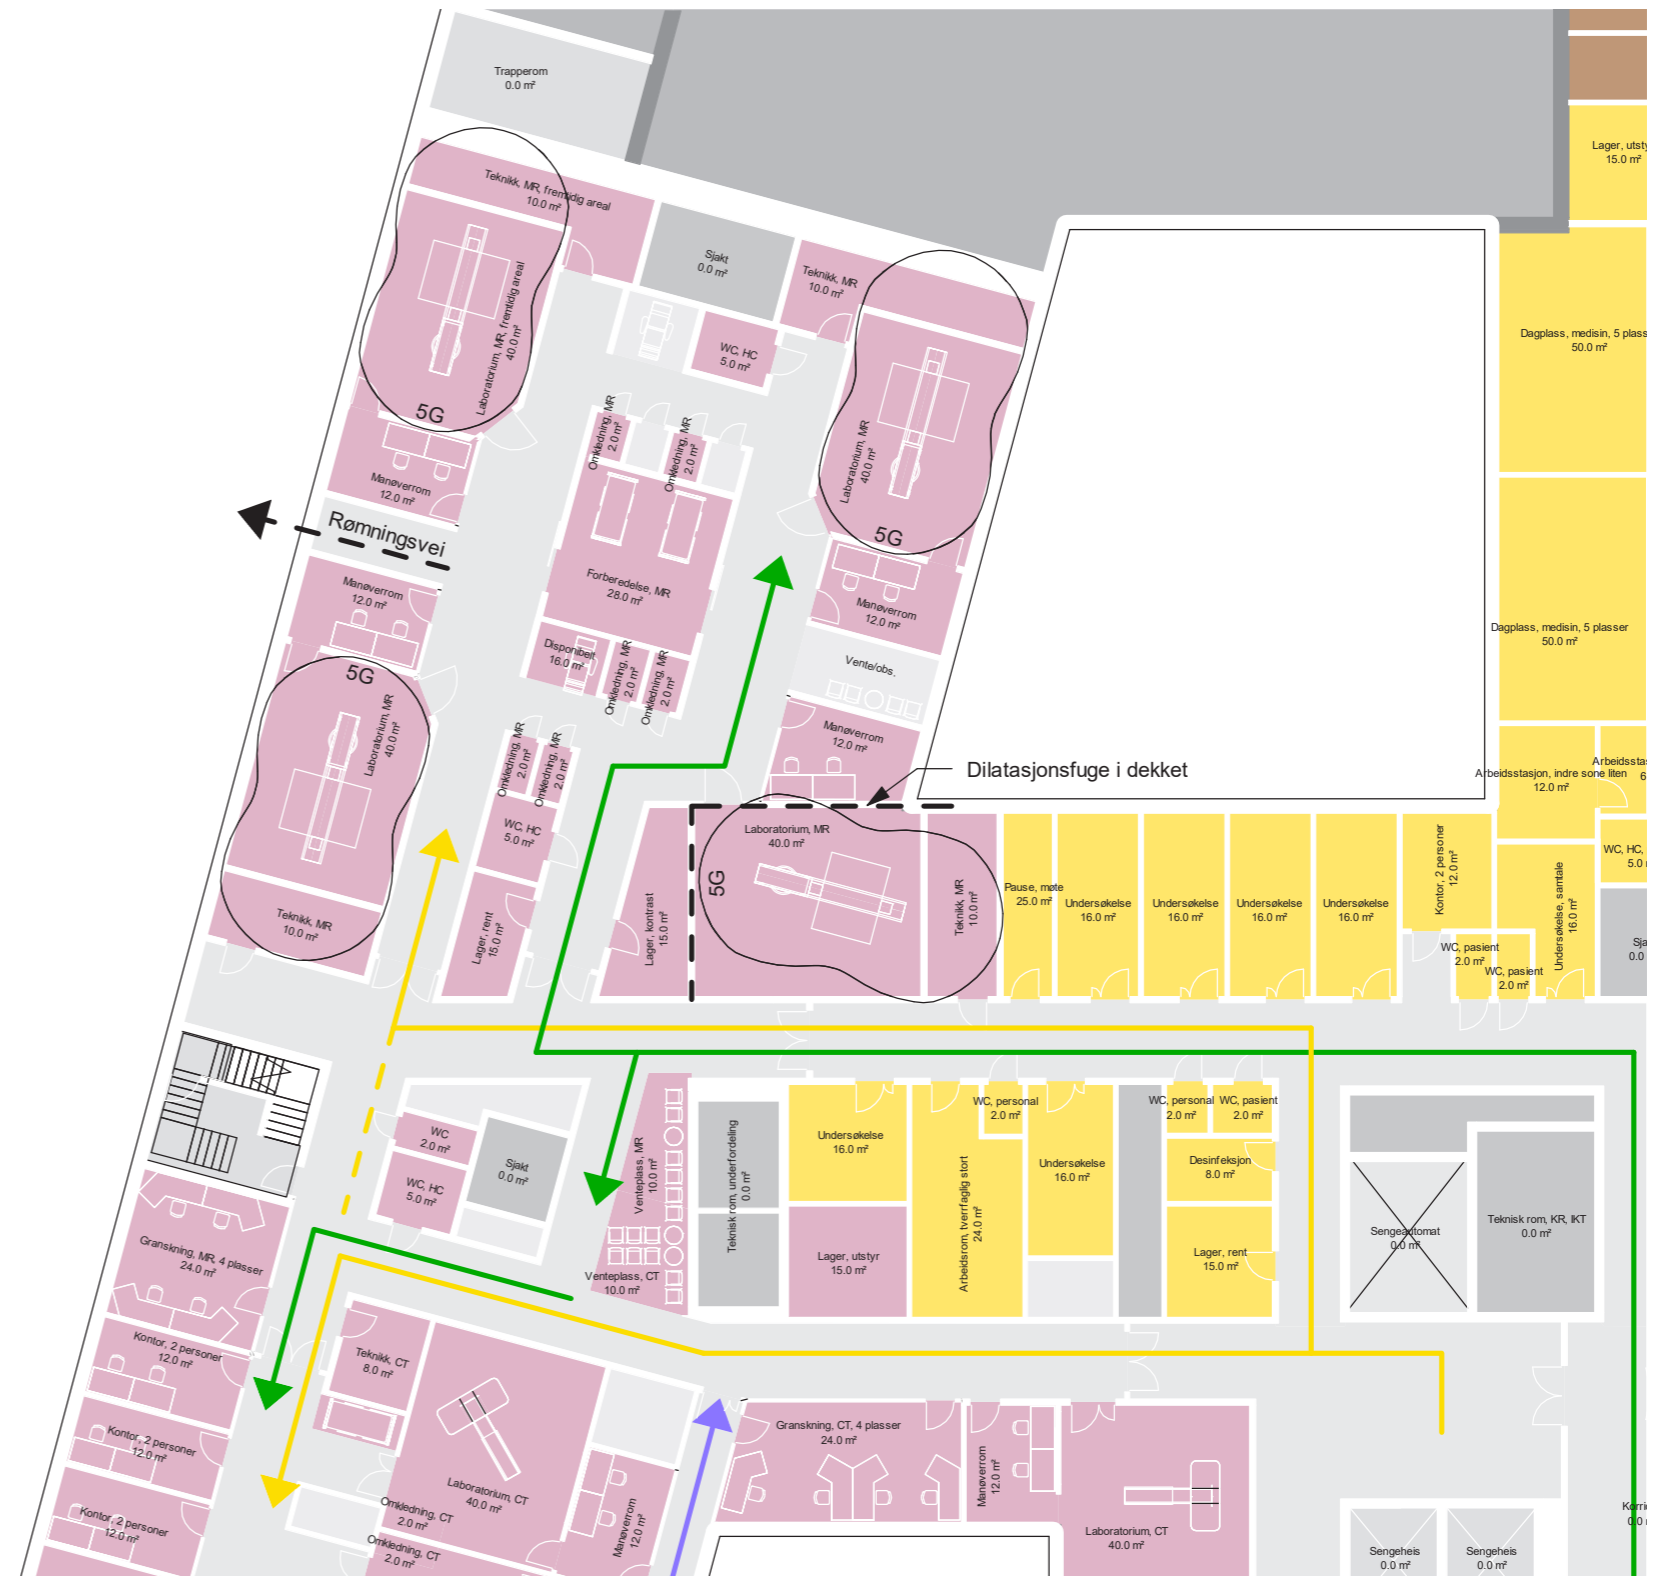 Trapperom
0.0 m²
Lager, utsty
15.0 m²
Teknikk, MR, fremtidig areal
10.0 m²
Sjakt
0.0 m²
Teknikk, MR
10.0 m²
Laboratorium, MR, fremtidig areal
40.0 m²
5G
WC, HC
5.0 m²
Dagplass, medisin, 5 plass
50.0 m²
Omkledning, MR
2.0 m²
Omkledning, MR
2.0 m²
Laboratorium, MR
40.0 m²
5G
Manøverrom
12.0 m²
Rømningsvei
Manøverrom
12.0 m²
Forberedelse, MR
28.0 m²
Manøverrom
12.0 m²
Dagplass, medisin, 5 plasser
50.0 m²
Disponibelt
16.0 m²
Omkledning, MR
2.0 m²
Omkledning, MR
2.0 m²
Vente/obs.
5G
Laboratorium, MR
40.0 m²
Manøverrom
12.0 m²
Omkledning, MR
2.0 m²
Omkledning, MR
2.0 m²
Dilatasjonsfuge i dekket
Arbeidsstasjon, indre sone liten
12.0 m²
Arbeidssta
6
WC, HC
5.0 m²
Laboratorium, MR
40.0 m²
5G
Teknikk, MR
10.0 m²
Lager, kontrast
15.0 m²
Lager, rent
15.0 m²
Teknikk, MR
10.0 m²
Pause, møte
25.0 m²
Undersøkelse
16.0 m²
Undersøkelse
16.0 m²
Undersøkelse
16.0 m²
Undersøkelse
16.0 m²
Kontor, 2 personer
12.0 m²
WC, pasient
2.0 m²
WC, pasient
2.0 m²
Undersøkelse, samtale
16.0 m²
WC, HC,
5.0
Sja
0.0
WC
2.0 m²
WC, HC
5.0 m²
Sjakt
0.0 m²
Venteplass, MR
10.0 m²
Venteplass, CT
10.0 m²
Teknisk rom, underfordeling
0.0 m²
Undersøkelse
16.0 m²
Lager, utstyr
15.0 m²
Arbeidsrom, tverrfaglig stort
24.0 m²
WC, personal
2.0 m²
Undersøkelse
16.0 m²
WC, personal
2.0 m²
WC, pasient
2.0 m²
Desinfeksjon
8.0 m²
Lager, rent
15.0 m²
Sengeautomat
0.0 m²
Teknisk rom, KR, IKT
0.0 m²
Granskning, MR, 4 plasser
24.0 m²
Kontor, 2 personer
12.0 m²
Kontor, 2 personer
12.0 m²
Kontor, 2 personer
12.0 m²
Teknikk, CT
8.0 m²
Laboratorium, CT
40.0 m²
Omkledning, CT
2.0 m²
Omkledning, CT
2.0 m²
Manøverrom
12.0 m²
Granskning, CT, 4 plasser
24.0 m²
Manøverrom
12.0 m²
Laboratorium, CT
40.0 m²
Sengeheis
0.0 m²
Sengeheis
0.0 m²
Korri
0.0